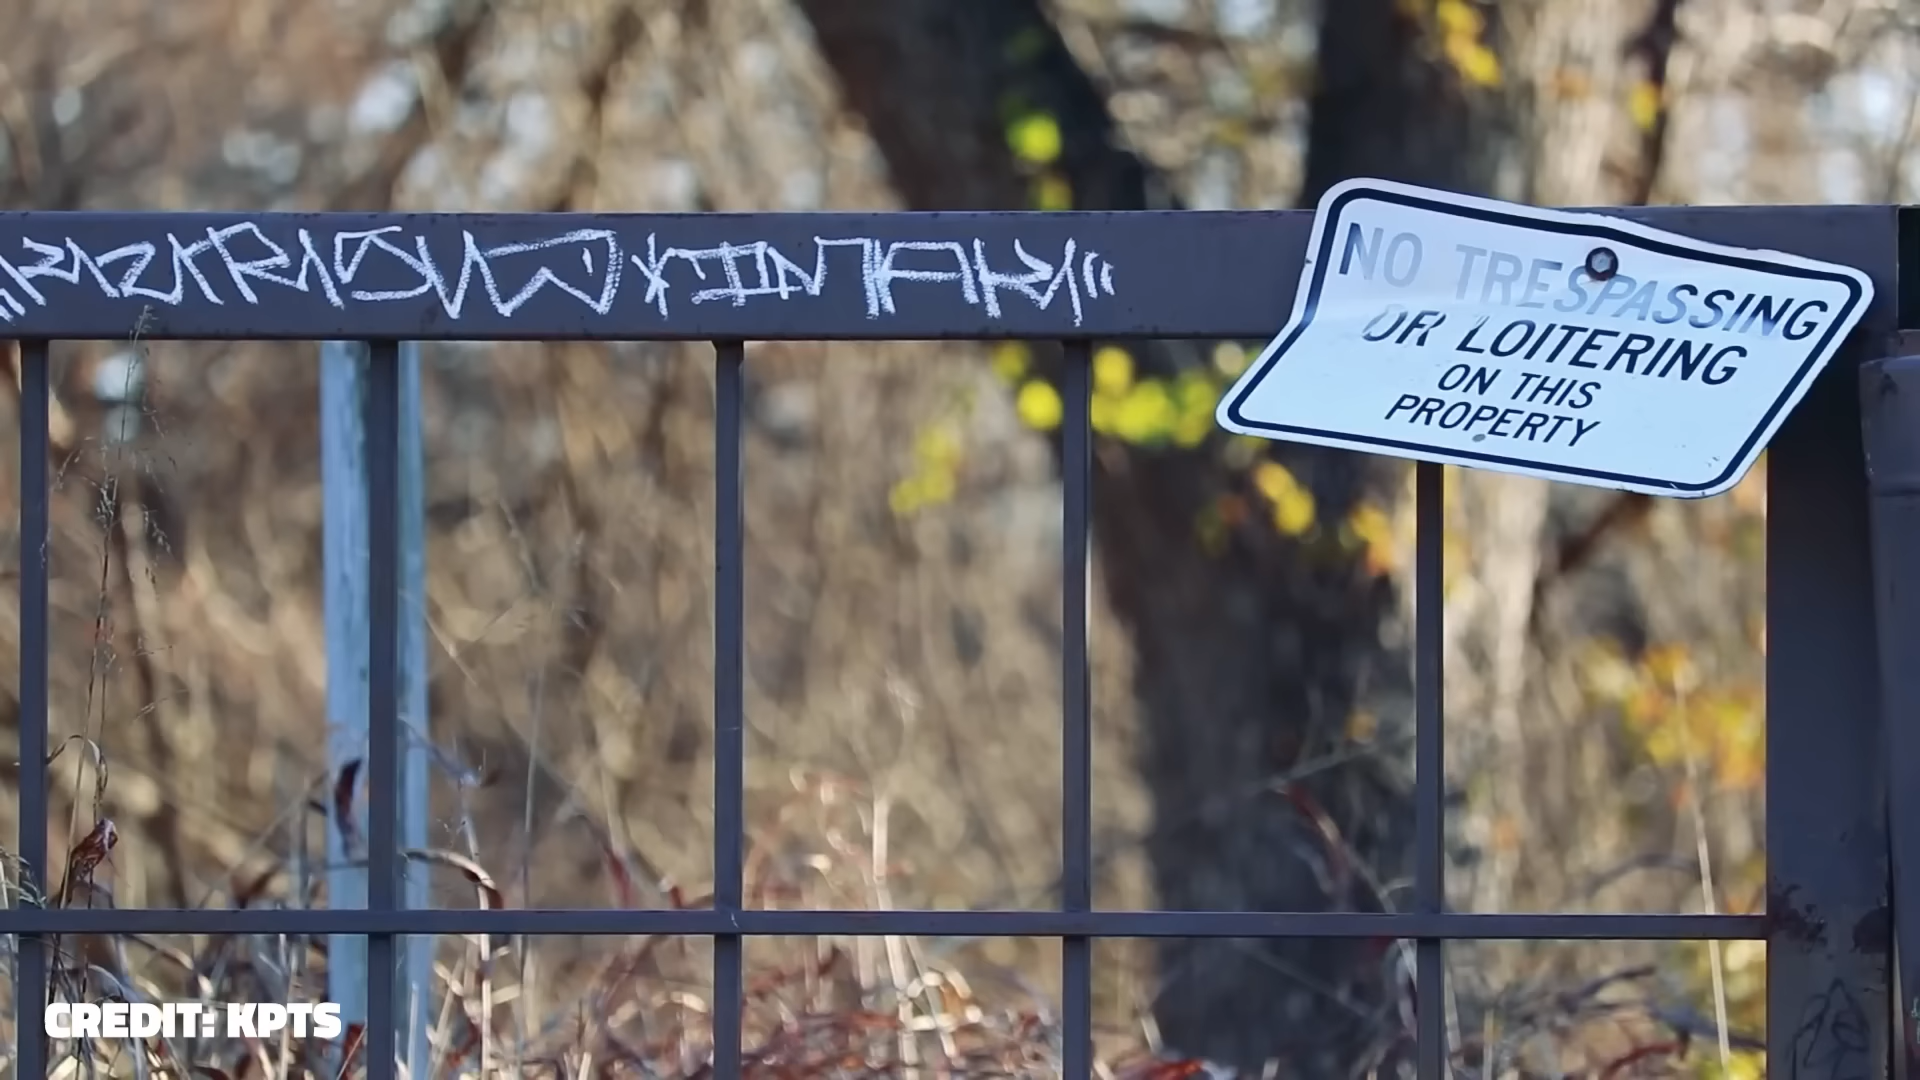 NO TRESPASSING
OR LOITERING
ON THIS
PROPERTY
CREDIT: KPTS